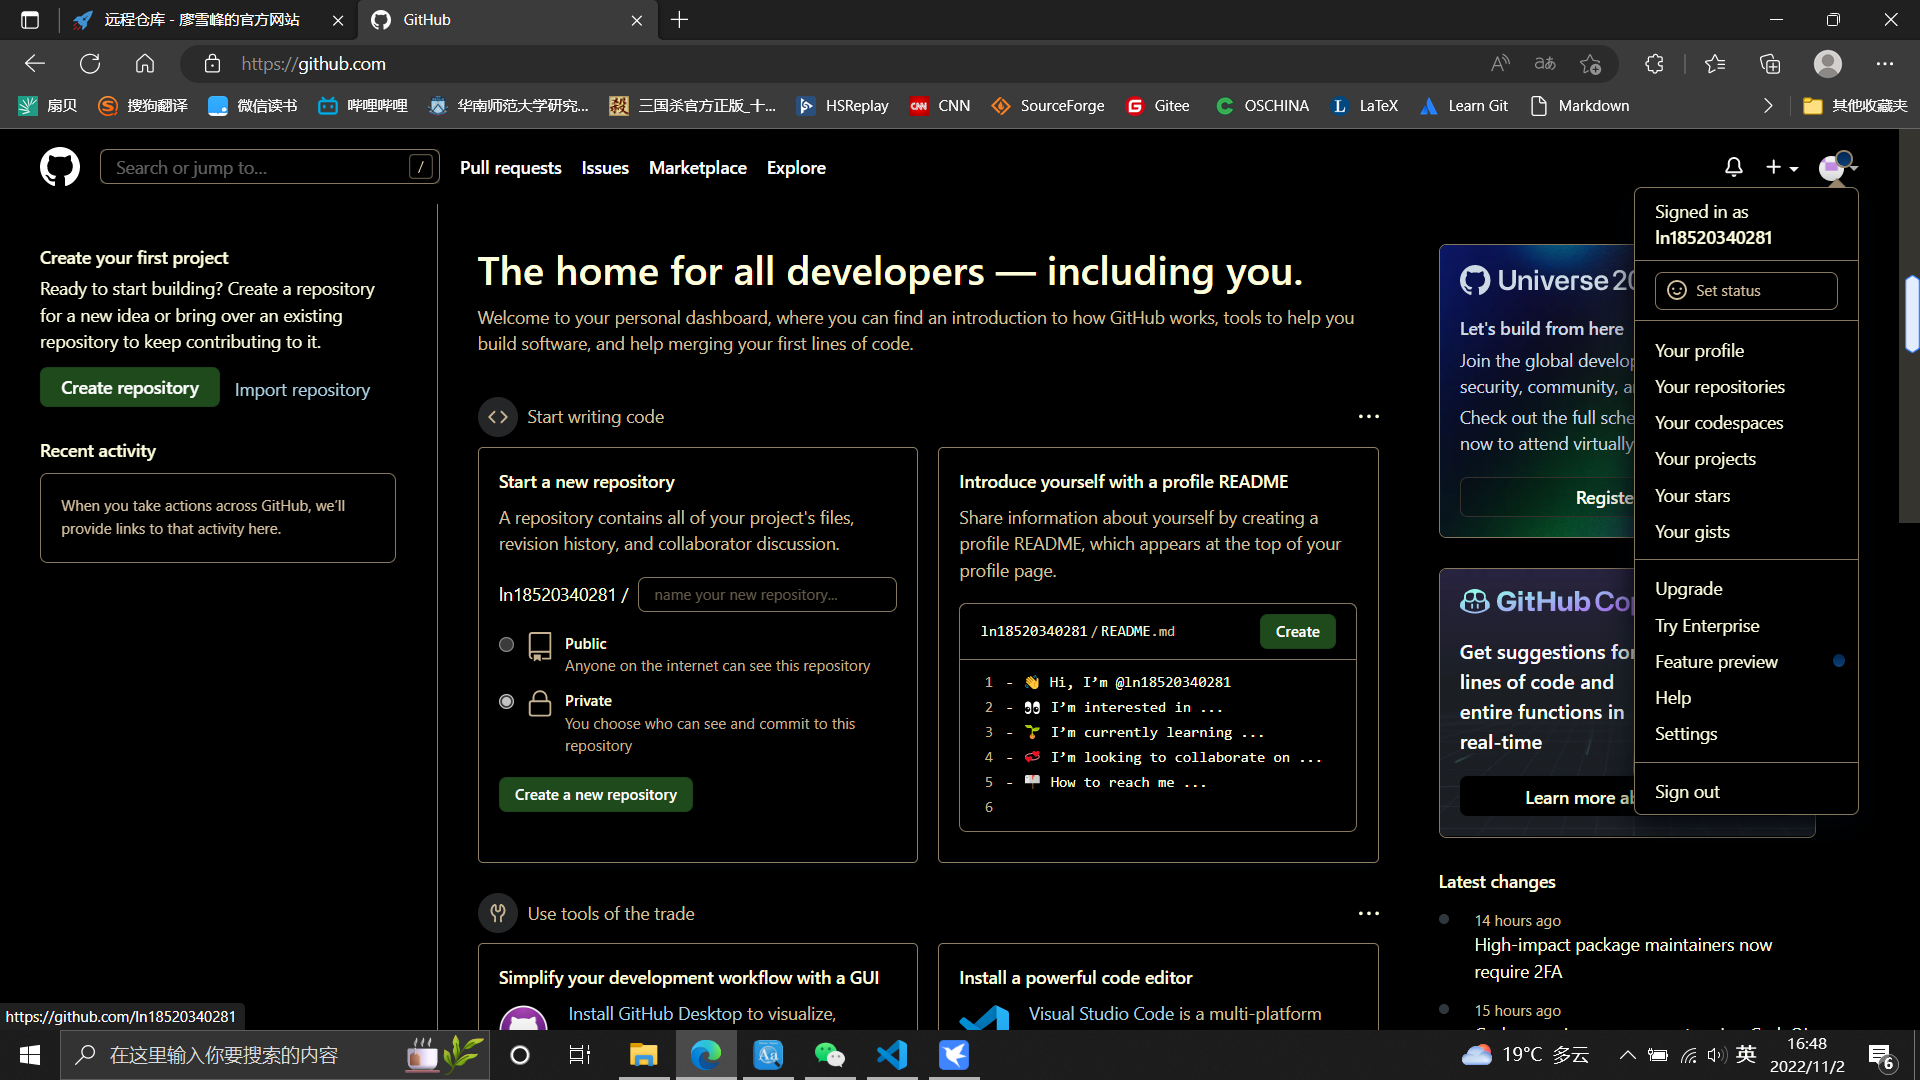 远程仓库 - 廖雪峰的官方网站
GitHub
https://github.com
扇贝
搜狗翻译
微信读书
哔哩哔哩
华南师范大学研究...
三国杀官方正版_十...
HSReplay
CNN
SourceForge
Gitee
OSCHINA
LaTeX
Learn Git
Markdown
其他收藏夹
Search or jump to...
/
Pull requests
Issues
Marketplace
Explore
Create your first project
Ready to start building? Create a repository
for a new idea or bring over an existing
repository to keep contributing to it.
Create repository
Import repository
Recent activity
When you take actions across GitHub, we'll
provide links to that activity here.
The home for all developers — including you.
Welcome to your personal dashboard, where you can find an introduction to how GitHub works, tools to help you
build software, and help merging your first lines of code.
Start writing code
Start a new repository
A repository contains all of your project's files,
revision history, and collaborator discussion.
ln18520340281 /
name your new repository...
Public
Anyone on the internet can see this repository
Private
You choose who can see and commit to this
repository
Create a new repository
Introduce yourself with a profile README
Share information about yourself by creating a
profile README, which appears at the top of your
profile page.
ln18520340281 / README.md
Create
1 - 👋 Hi, I'm @ln18520340281
2 - 👀 I'm interested in ...
3 - 🌱 I'm currently learning ...
4 - 💞️ I'm looking to collaborate on ...
5 - 📫 How to reach me ...
6
Use tools of the trade
Simplify your development workflow with a GUI
Install GitHub Desktop to visualize,
Install a powerful code editor
Visual Studio Code is a multi-platform
Universe 20
Let's build from here
Join the global develop
security, community, a
Check out the full sche
now to attend virtually
Registe
GitHub Cop
Get suggestions for
lines of code and
entire functions in
real-time
Learn more ab
Latest changes
14 hours ago
High-impact package maintainers now
require 2FA
15 hours ago
Signed in as
ln18520340281
Set status
Your profile
Your repositories
Your codespaces
Your projects
Your stars
Your gists
Upgrade
Try Enterprise
Feature preview
Help
Settings
Sign out
https://github.com/ln18520340281
在这里输入你要搜索的内容
19°C 多云
英
16:48
2022/11/2
6